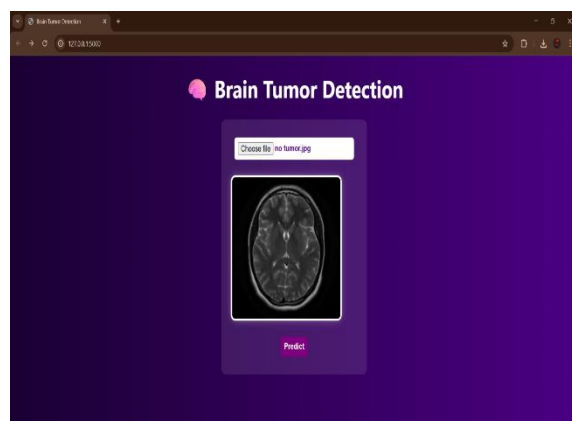 Brain Tumor Detection
127.0.0.1:5000
Brain Tumor Detection
Choose file no tumor.jpg
Predict